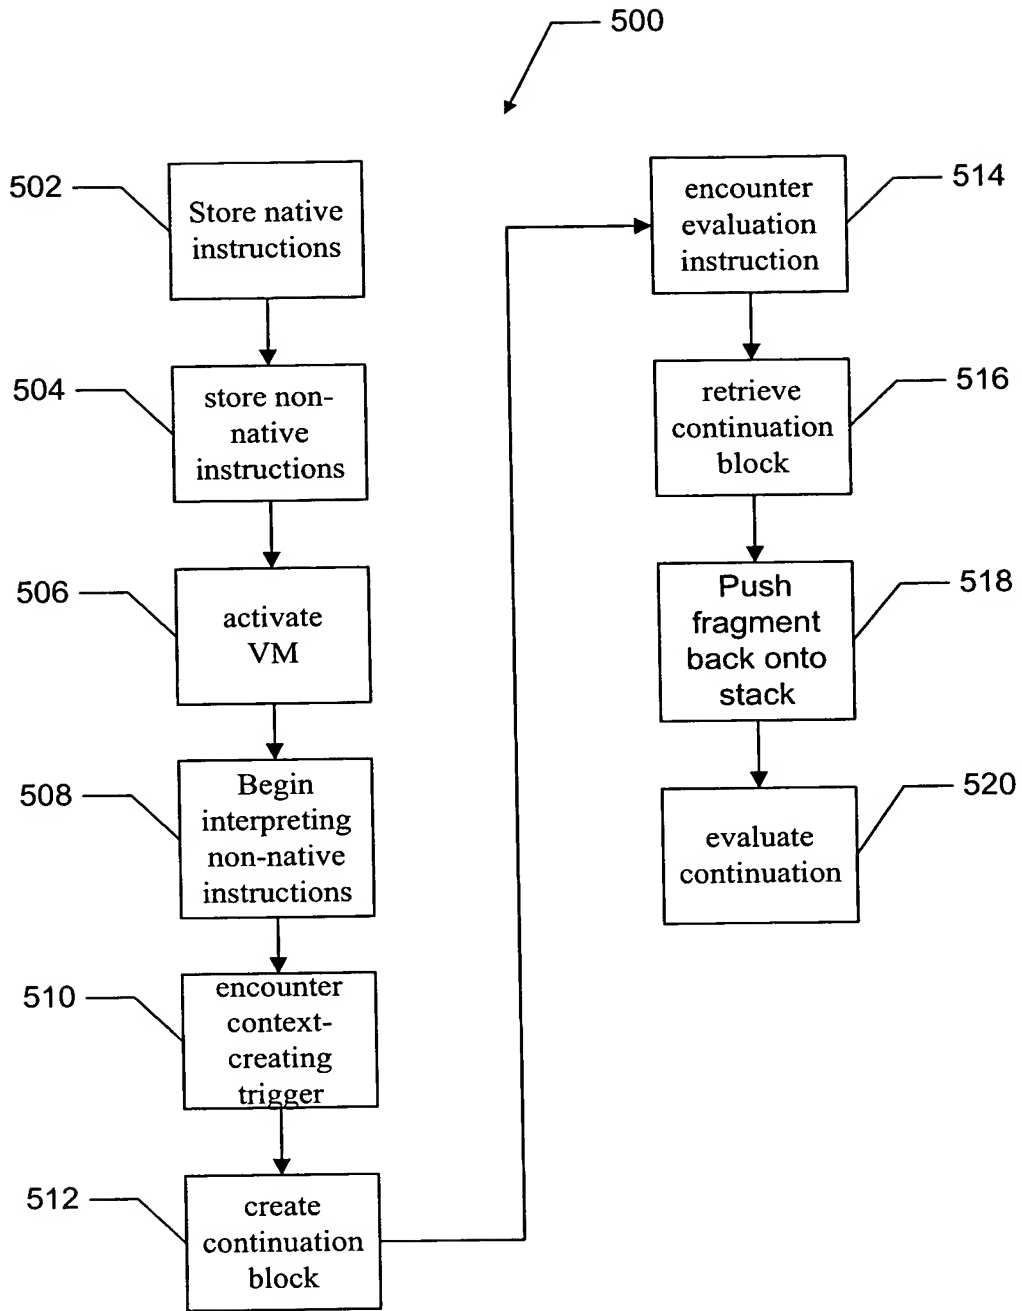 500
502
Store native
instructions
504
store non-
native
instructions
506
activate
VM
508
Begin
interpreting
non-native
instructions
510
encounter
context-
creating
trigger
512
create
continuation
block
514
encounter
evaluation
instruction
516
retrieve
continuation
block
518
Push
fragment
back onto
stack
520
evaluate
continuation